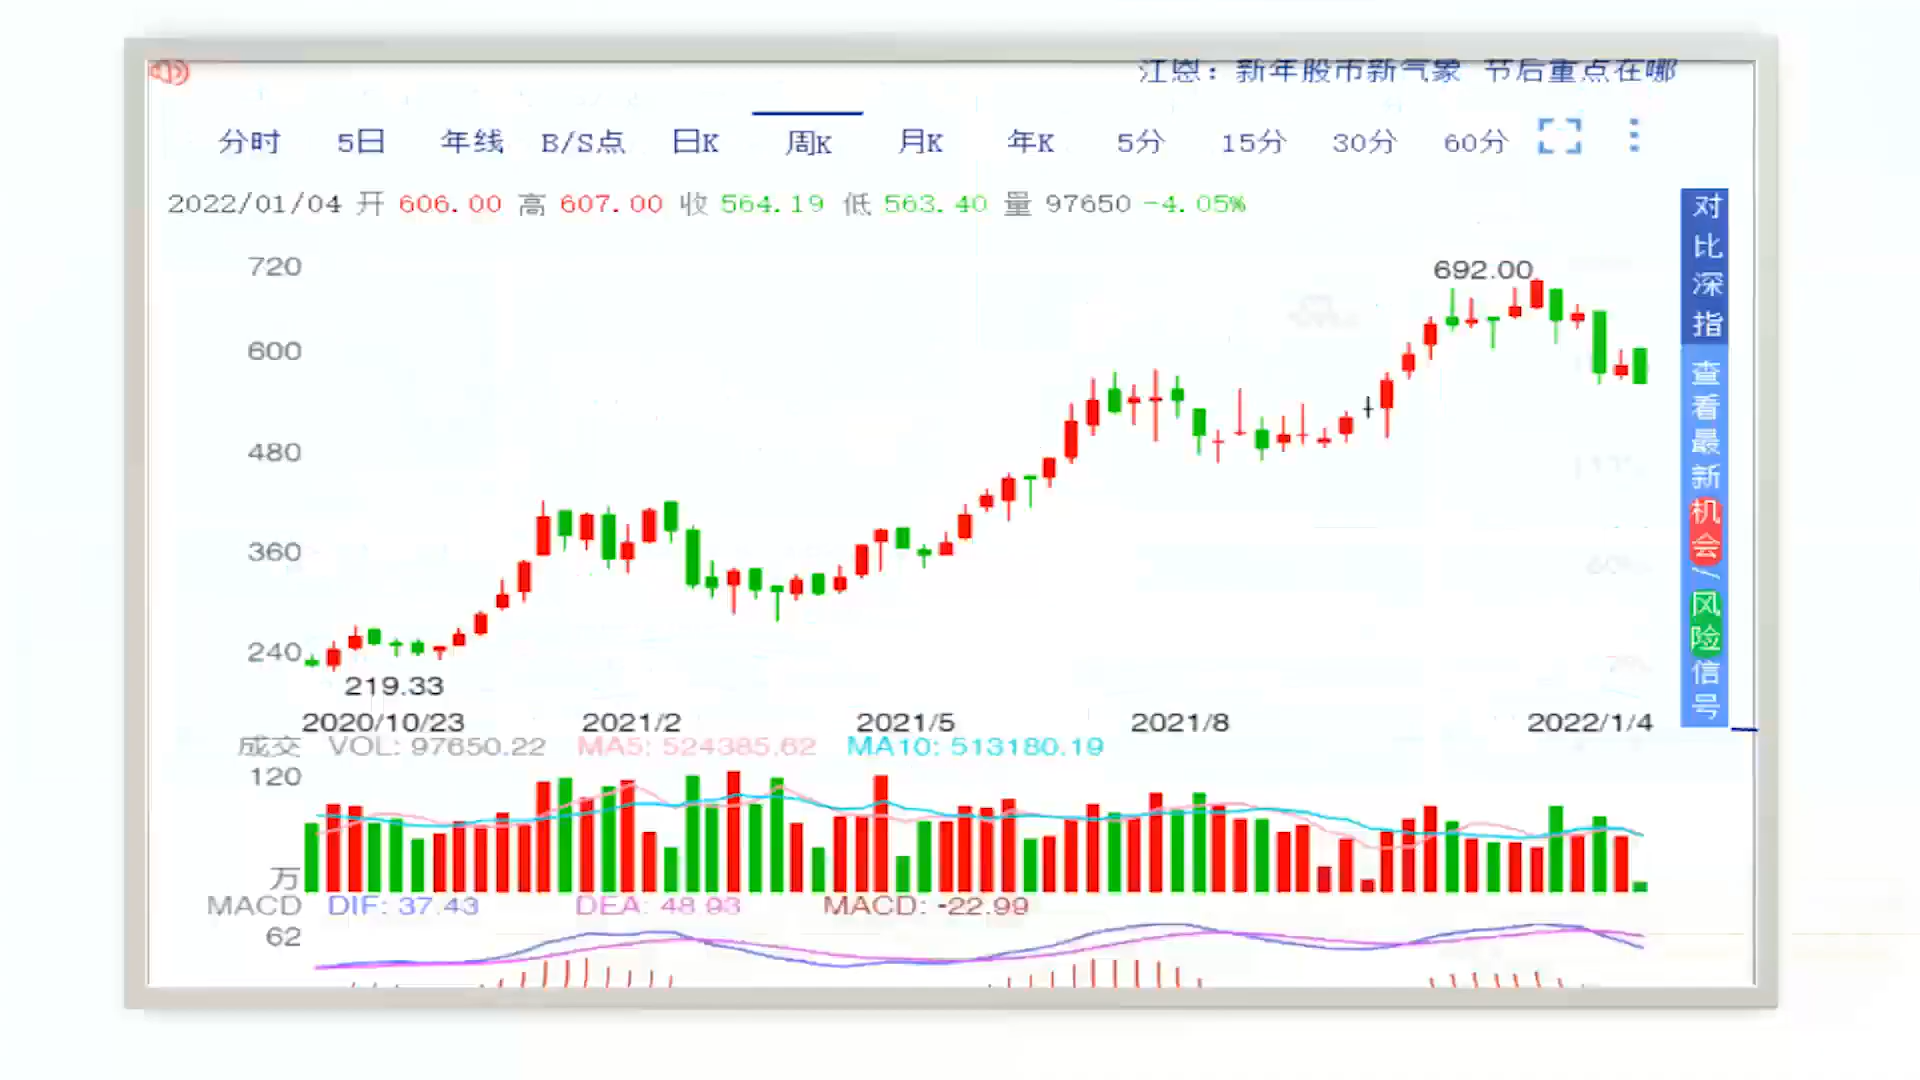 江恩：新年股市新气象 节后重点在哪
分时 5日 年线 B/S点 日K 周K 月K 年K 5分 15分 30分 60分
2022/01/04 开 606.00 高 607.00 收 564.19 低 563.40 量 97650 -4.05%
720
692.00
600
480
360
240
219.33
2020/10/23 2021/2 2021/5 2021/8 2022/1/4
成交 VOL: 97650.22 MA5: 524385.62 MA10: 513180.19
120
万
MACD DIF: 37.43 DEA: 48.93 MACD: -22.99
62
对比深指
查看最新机会/风险信号